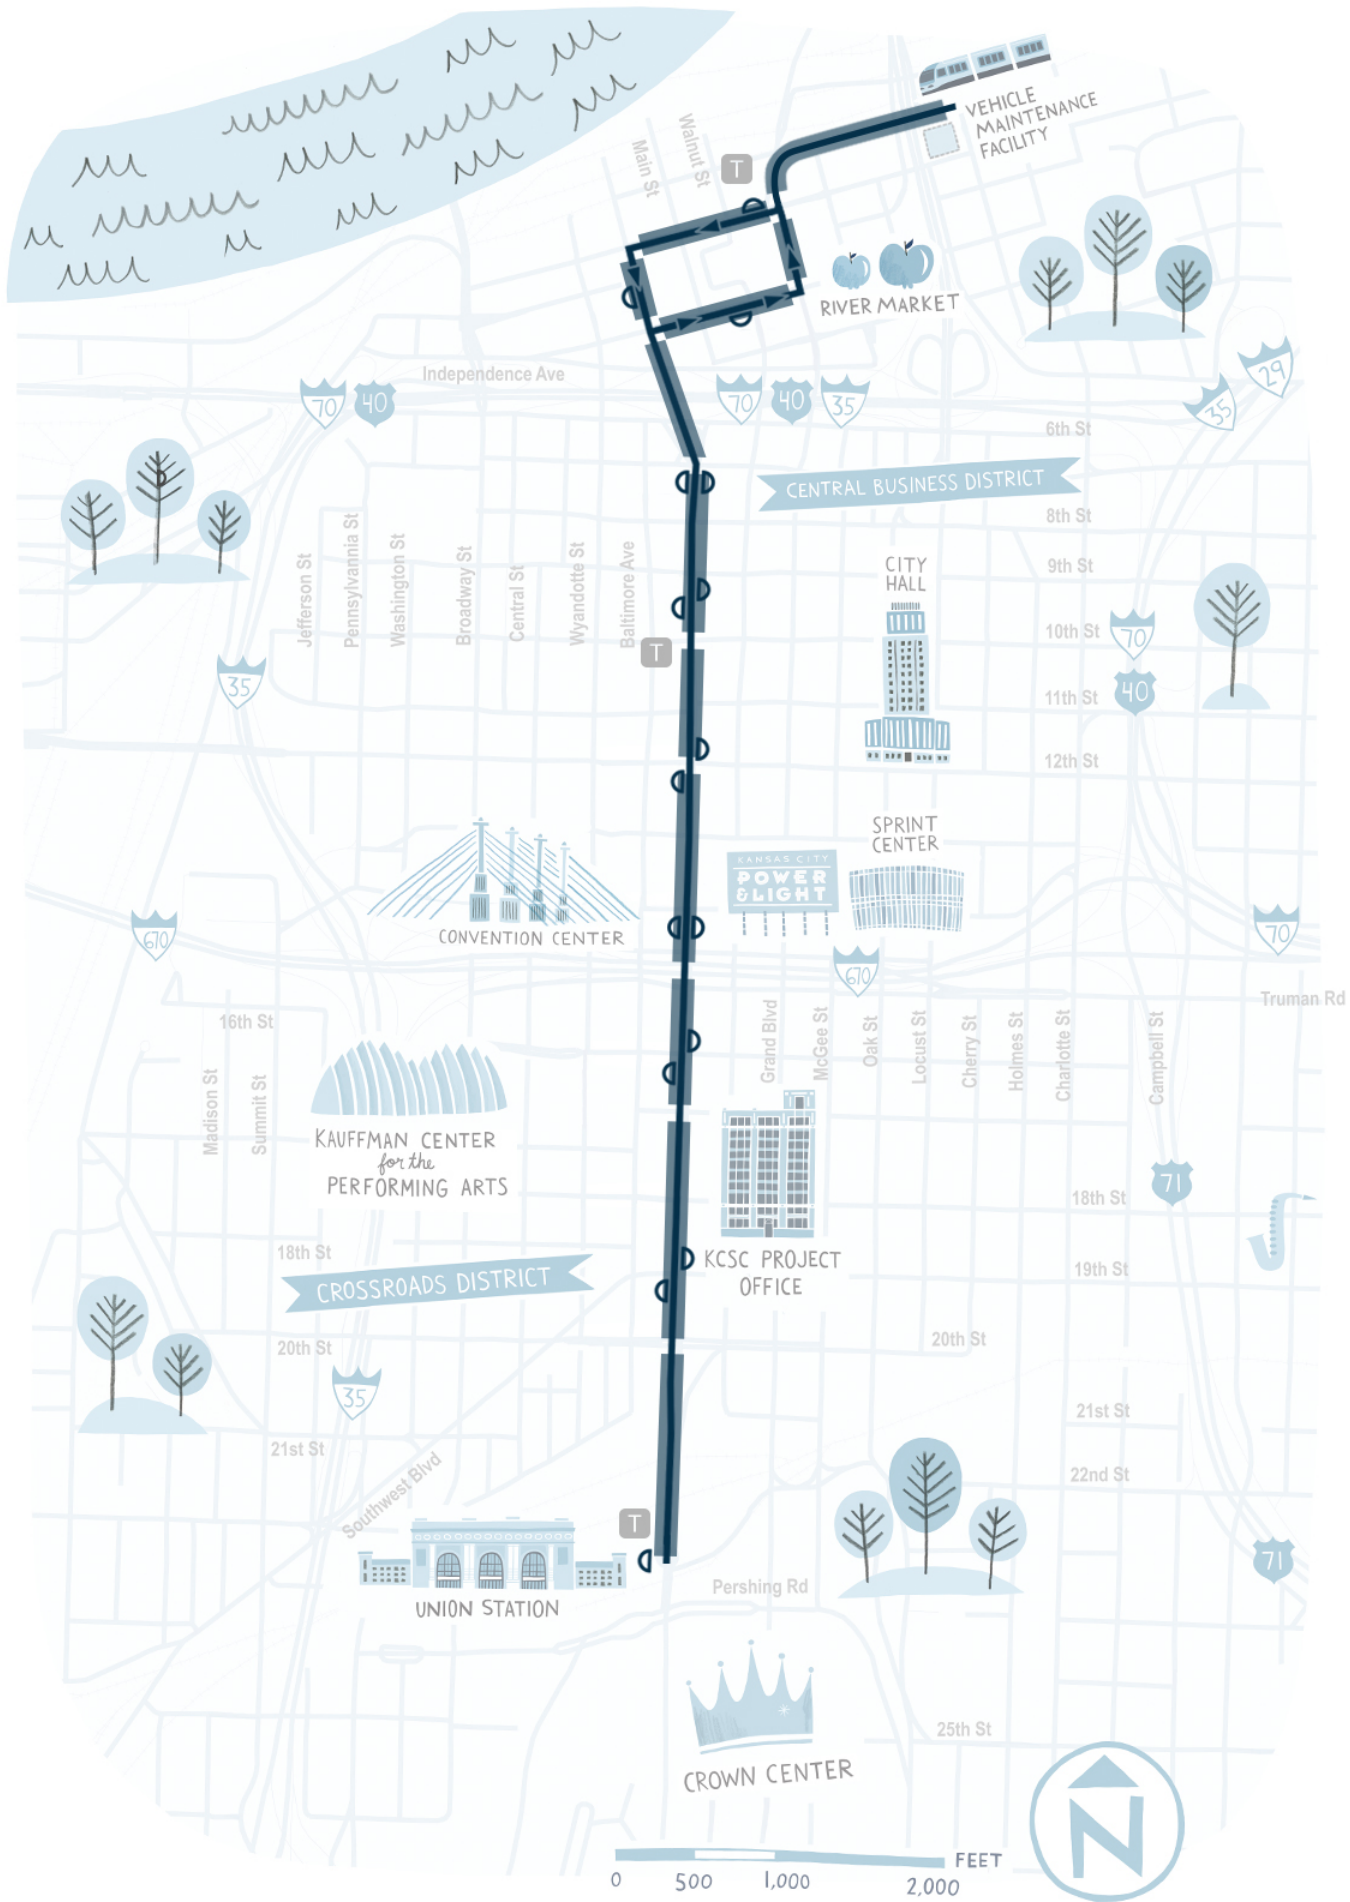 VEHICLE
MAINTENANCE
FACILITY
Walnut St
Main St
T
RIVER MARKET
Independence Ave
70
40
70
40
35
35
29
6th St
CENTRAL BUSINESS DISTRICT
8th St
CITY
HALL
9th St
10th St
70
11th St
40
12th St
Jefferson St
Pennsylvannia St
Washington St
Broadway St
Central St
Wyandotte St
Baltimore Ave
T
35
SPRINT
CENTER
KANSAS CITY
POWER
&LIGHT
CONVENTION CENTER
670
670
70
Truman Rd
16th St
Madison St
Summit St
Grand Blvd
McGee St
Oak St
Locust St
Cherry St
Holmes St
Charlotte St
Campbell St
KAUFFMAN CENTER
for the
PERFORMING ARTS
71
18th St
18th St
KCSC PROJECT
OFFICE
19th St
CROSSROADS DISTRICT
20th St
20th St
35
21st St
21st St
22nd St
Southwest Blvd
T
UNION STATION
71
Pershing Rd
25th St
CROWN CENTER
N
FEET
0 500 1,000 2,000